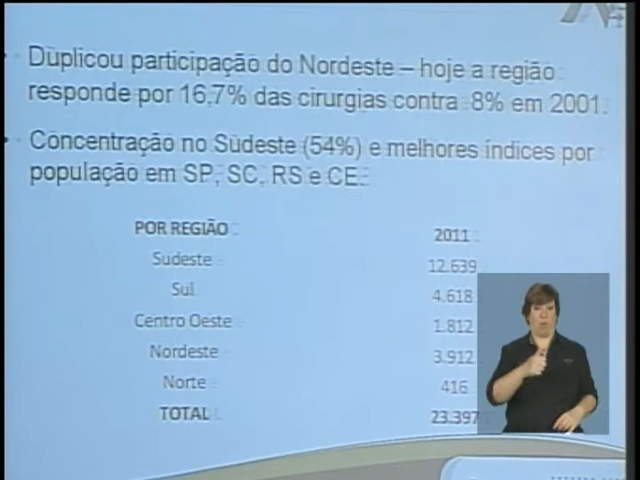 Duplicou participação do Nordeste – hoje a região
responde por 16,7% das cirurgias contra 8% em 2001.
Concentração no Sudeste (54%) e melhores índices por
população em SP, SC, RS e CE.
POR REGIÃO 2011
Sudeste 12.639
Sul 4.618
Centro Oeste 1.812
Nordeste 3.912
Norte 416
TOTAL 23.397